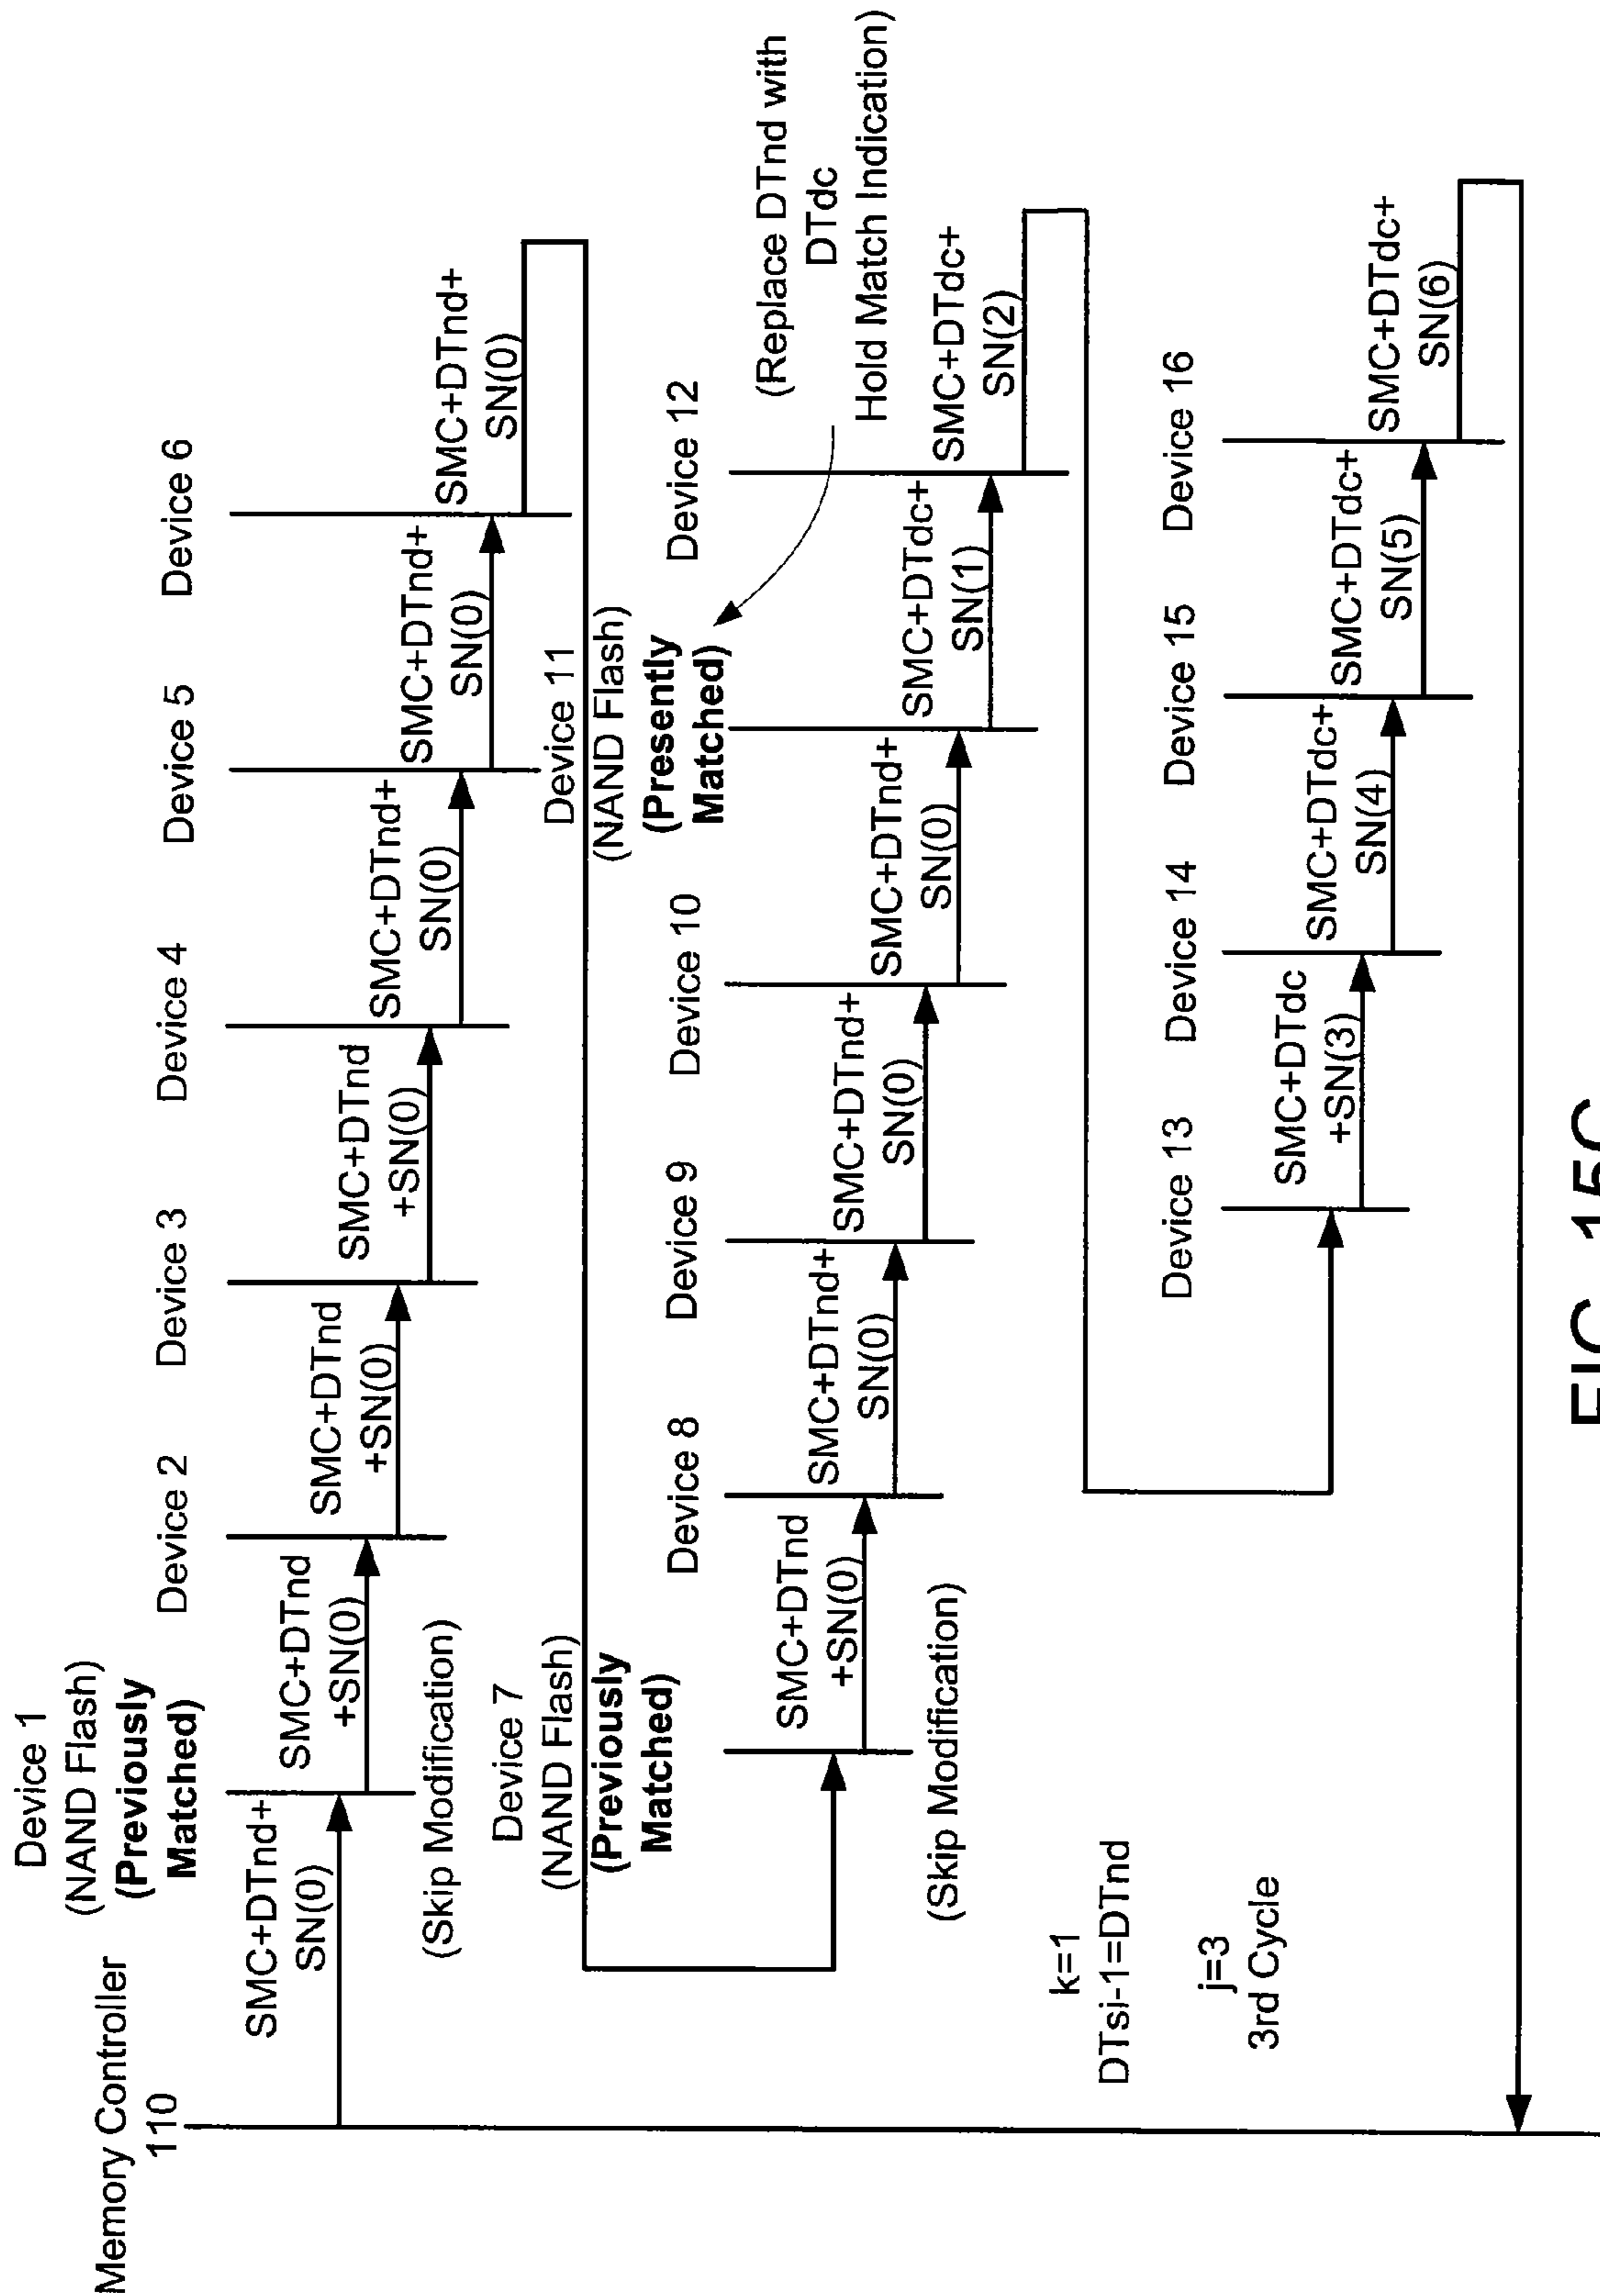 Memory Controller
110
Device 1
(NAND Flash)
(Previously
Matched)
Device 2
Device 3
Device 4
Device 5
Device 6
SMC+DTnd+
SN(0)
SMC+DTnd
+SN(0)
SMC+DTnd
+SN(0)
SMC+DTnd
+SN(0)
SMC+DTnd+
SN(0)
SMC+DTnd+
SN(0)
SMC+DTnd+
SN(0)
(Skip Modification)
Device 7
(NAND Flash)
(Previously
Matched)
Device 8
Device 9
Device 10
Device 11
(NAND Flash)
(Presently
Matched)
Device 12
(Replace DTnd with
DTdc
Hold Match Indication)
SMC+DTnd
+SN(0)
SMC+DTnd+
SN(0)
SMC+DTnd+
SN(0)
SMC+DTnd+
SN(0)
SMC+DTdc+
SN(1)
SMC+DTdc+
SN(2)
(Skip Modification)
k=1
DTsi-1=DTnd
j=3
3rd Cycle
Device 13
Device 14
Device 15
Device 16
SMC+DTdc
+SN(3)
SMC+DTdc+
SN(4)
SMC+DTdc+
SN(5)
SMC+DTdc+
SN(6)
FIG. 15C